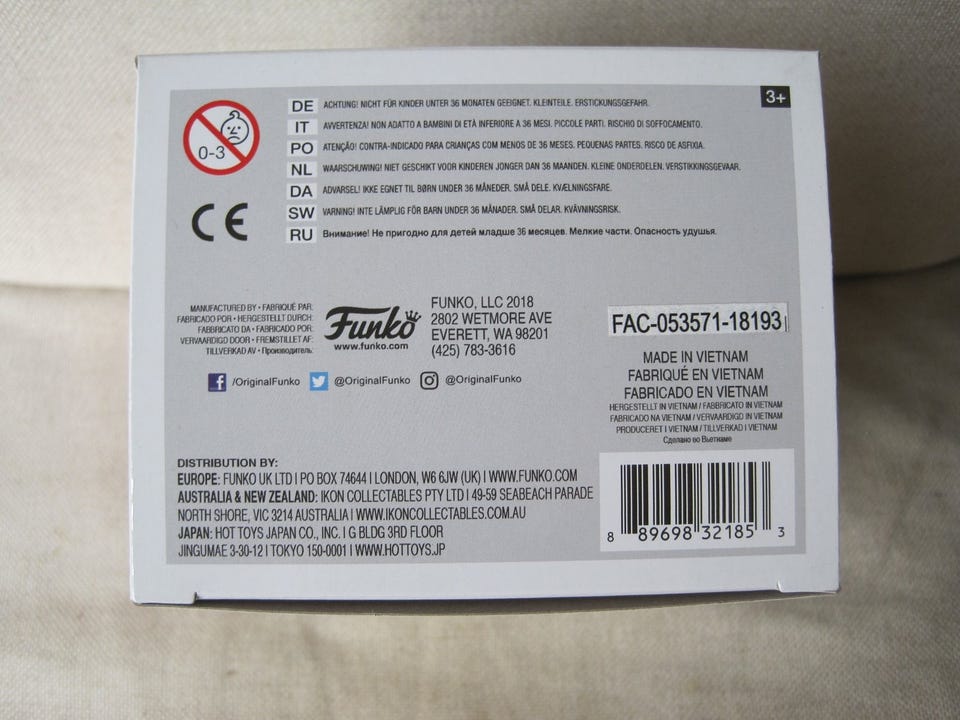 3+
0-3
DE ACHTUNG! NICHT FÜR KINDER UNTER 36 MONATEN GEEIGNET. KLEINTEILE. ERSTICKUNGSGEFAHR.
IT AVVERTENZA! NON ADATTO A BAMBINI DI ETÀ INFERIORE A 36 MESI. PICCOLE PARTI. RISCHIO DI SOFFOCAMENTO.
PO ATENÇÃO! CONTRA-INDICADO PARA CRIANÇAS COM MENOS DE 36 MESES. PEQUENAS PARTES. RISCO DE ASFIXIA.
NL WAARSCHUWING! NIET GESCHIKT VOOR KINDEREN JONGER DAN 36 MAANDEN. KLEINE ONDERDELEN. VERSTIKKINGSGEVAAR.
DA ADVARSEL! IKKE EGNET TIL BØRN UNDER 36 MÅNEDER. SMÅ DELE. KVÆLNINGSFARE.
SW VARNING! INTE LÄMPLIG FÖR BARN UNDER 36 MÅNADER. SMÅ DELAR. KVÄVNINGSRISK.
RU Внимание! Не пригодно для детей младше 36 месяцев. Мелкие части. Опасность удушья.
CE
MANUFACTURED BY • FABRIQUÉ PAR:
FABRICADO POR • HERGESTELLT DURCH:
FABBRICATO DA • FABRICADO POR:
VERVAARDIGD DOOR • FREMSTILLET AF:
TILLVERKAD AV • Производитель:
Funko
www.funko.com
FUNKO, LLC 2018
2802 WETMORE AVE
EVERETT, WA 98201
(425) 783-3616
f /OriginalFunko @OriginalFunko @OriginalFunko
FAC-053571-18193
MADE IN VIETNAM
FABRIQUÉ EN VIETNAM
FABRICADO EN VIETNAM
HERGESTELLT IN VIETNAM / FABBRICATO IN VIETNAM
FABRICADO NA VIETNAM / VERVAARDIGD IN VIETNAM
PRODUCERET I VIETNAM / TILLVERKAD I VIETNAM
Сделано во Вьетнаме
DISTRIBUTION BY:
EUROPE: FUNKO UK LTD | PO BOX 74644 | LONDON, W6 6JW (UK) | WWW.FUNKO.COM
AUSTRALIA & NEW ZEALAND: IKON COLLECTABLES PTY LTD | 49-59 SEABEACH PARADE
NORTH SHORE, VIC 3214 AUSTRALIA | WWW.IKONCOLLECTABLES.COM.AU
JAPAN: HOT TOYS JAPAN CO., INC. | G BLDG 3RD FLOOR
JINGUMAE 3-30-12 | TOKYO 150-0001 | WWW.HOTTOYS.JP
8 89698 32185 3